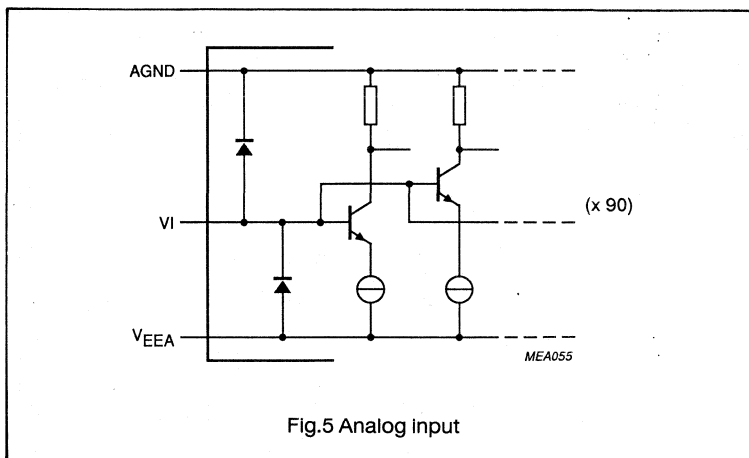 AGND
VI
(x 90)
VEEA
MEA055
Fig.5 Analog input